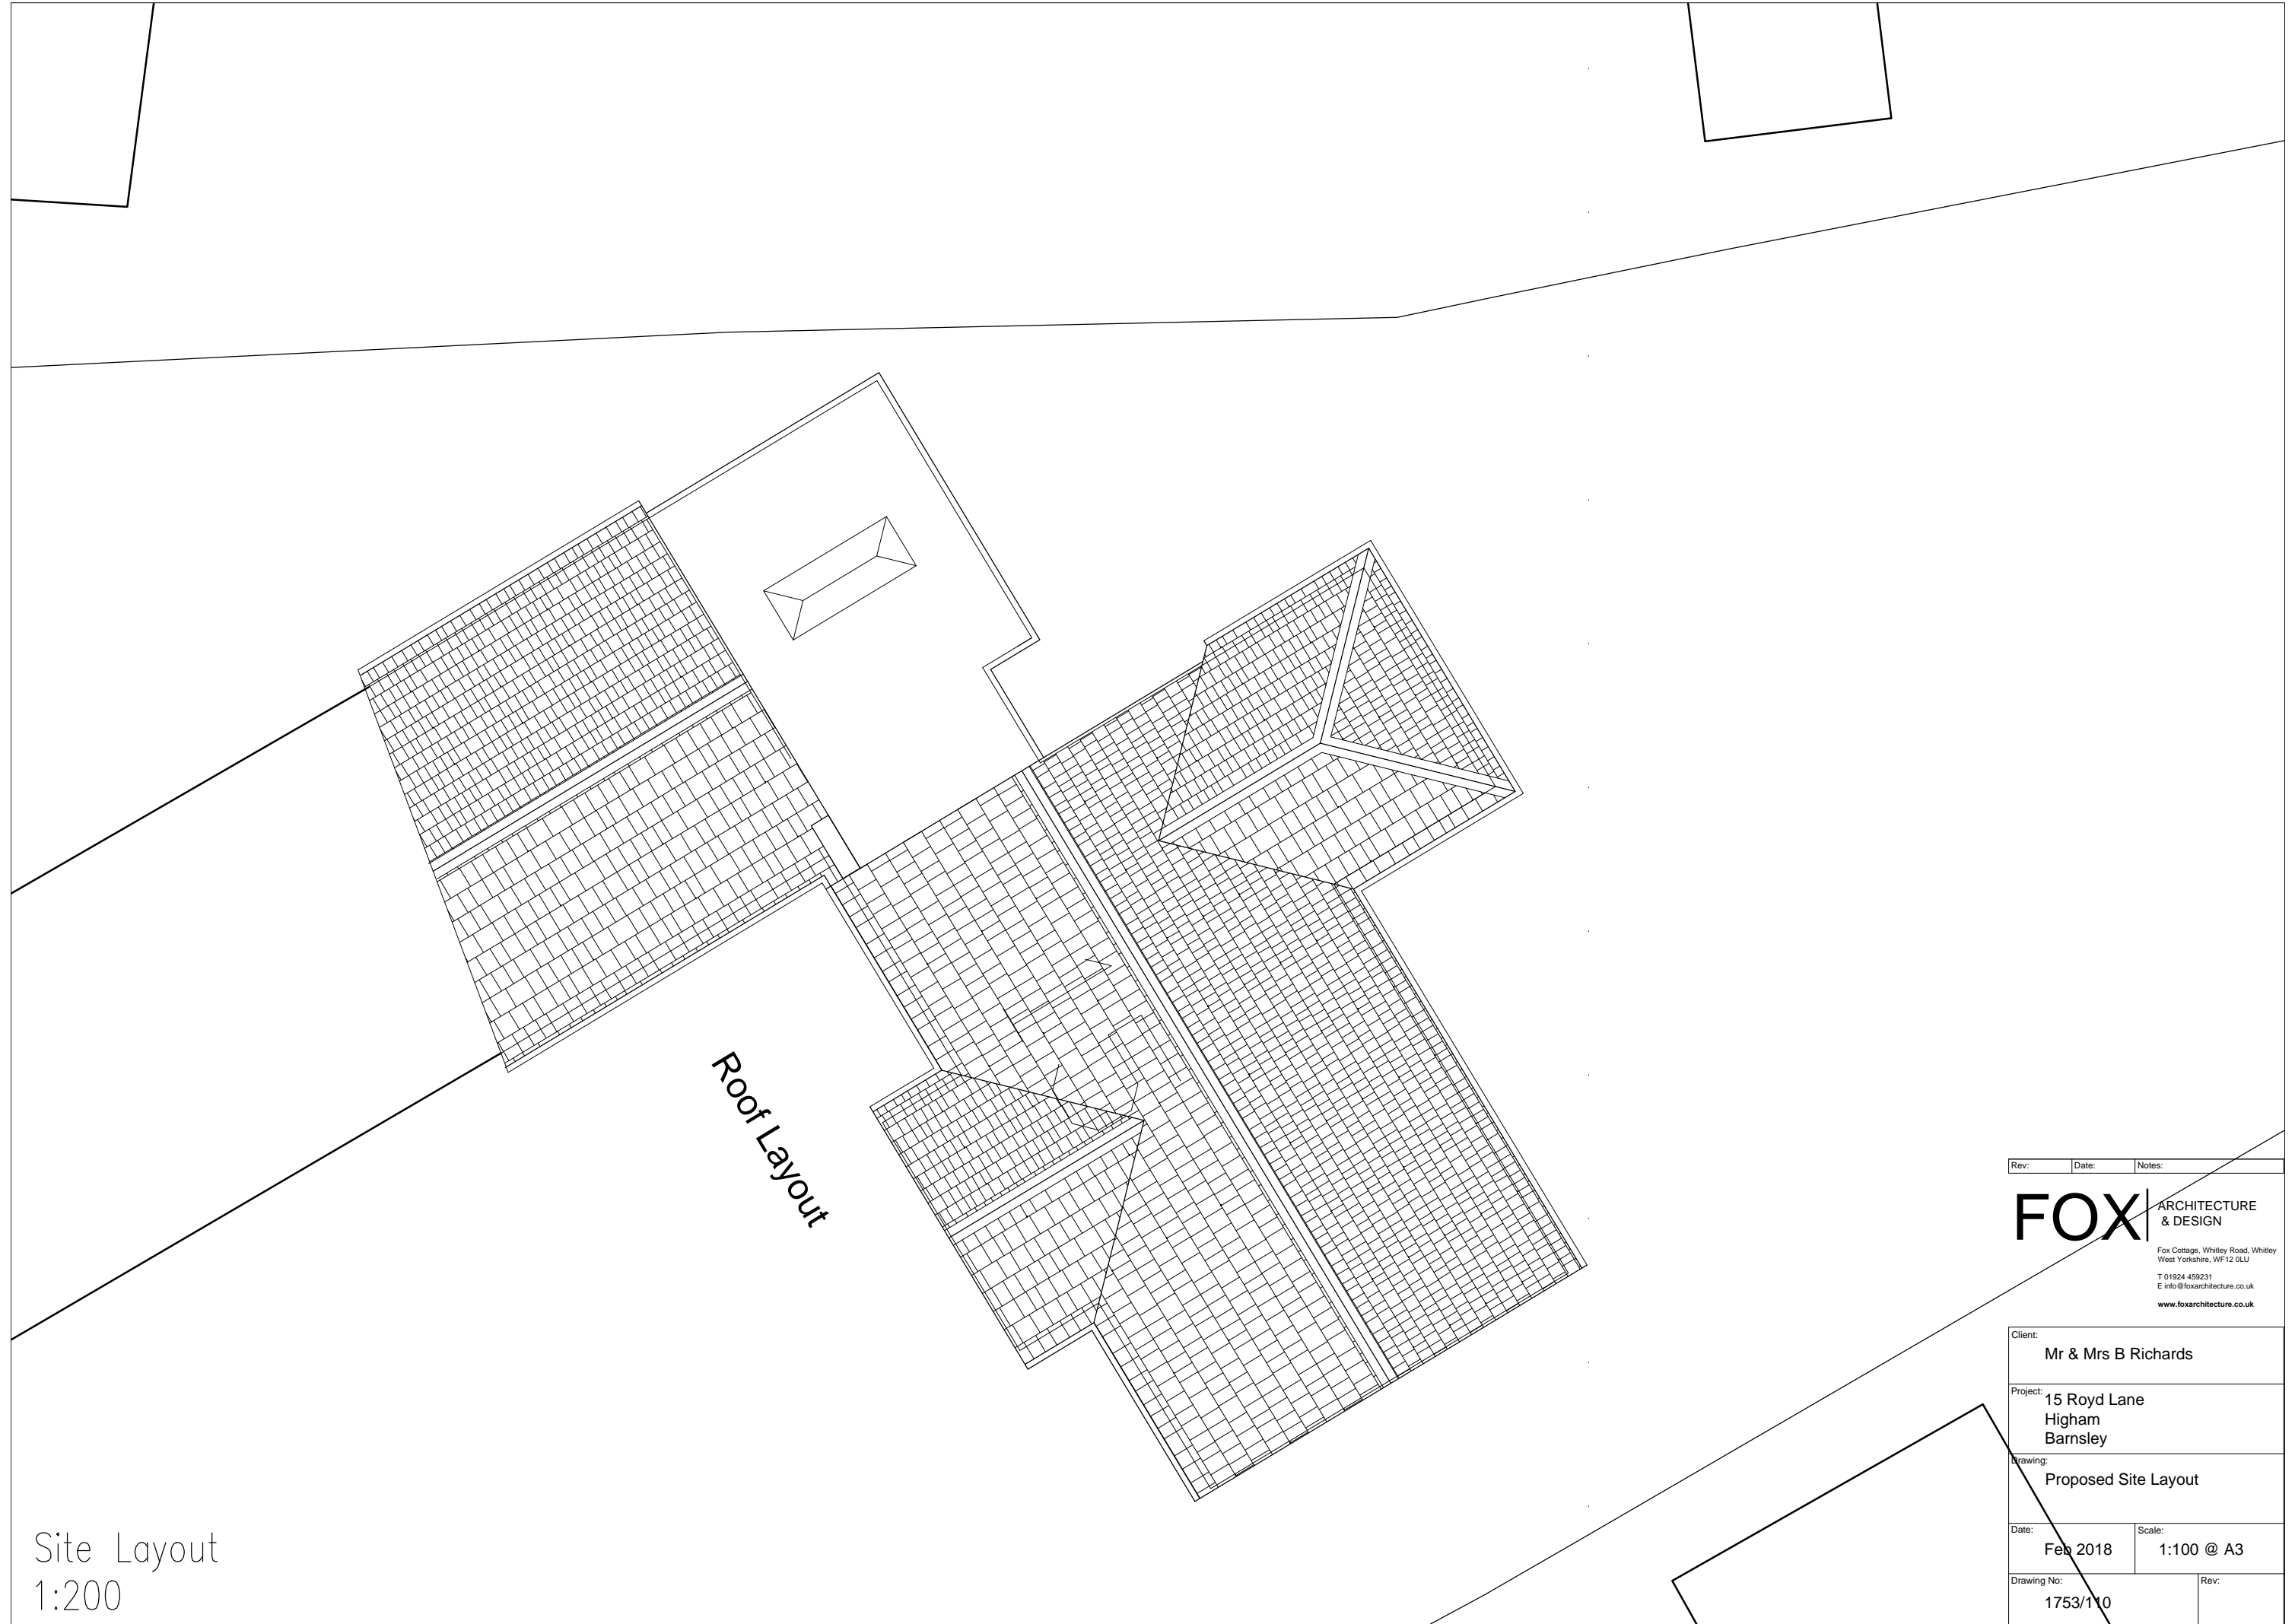 Roof Layout
Site Layout
1:200
Rev:
Date:
Notes:
FOX
ARCHITECTURE
& DESIGN
Fox Cottage, Whitley Road, Whitley
West Yorkshire, WF12 0LU
T 01924 459231
E info@foxarchitecture.co.uk
www.foxarchitecture.co.uk
Client:
Mr & Mrs B Richards
Project:
15 Royd Lane
Higham
Barnsley
Drawing:
Proposed Site Layout
Date:
Feb 2018
Scale:
1:100 @ A3
Drawing No:
1753/110
Rev: